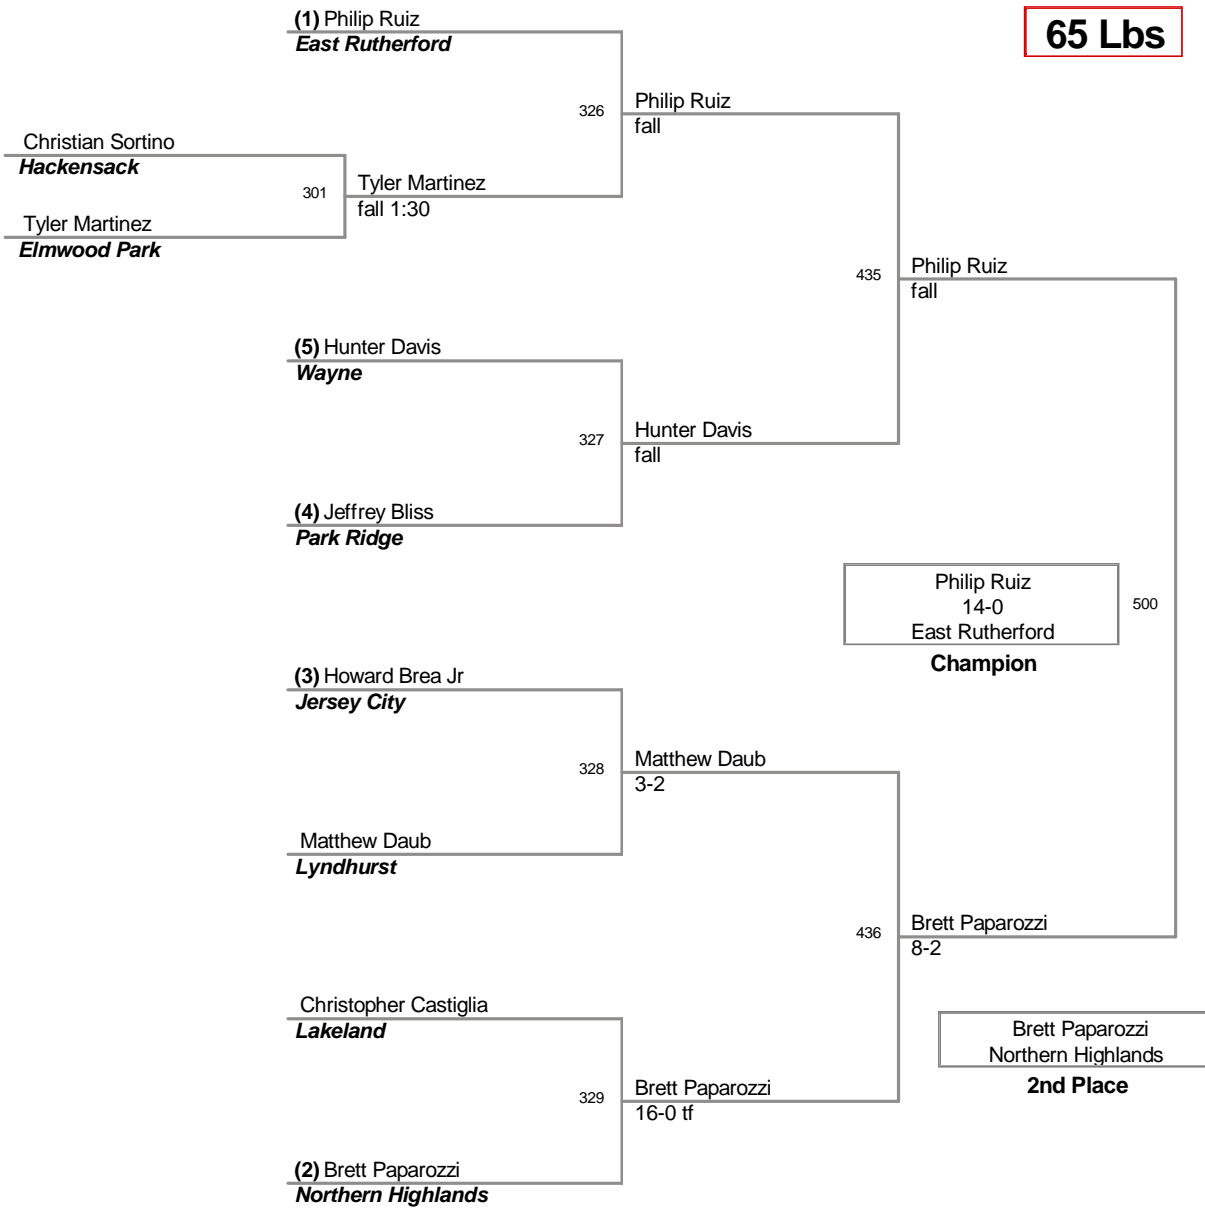 (1) Philip Ruiz
East Rutherford
65 Lbs
326
Philip Ruiz
fall
Christian Sortino
Hackensack
301
Tyler Martinez
fall 1:30
Tyler Martinez
Elmwood Park
435
Philip Ruiz
fall
(5) Hunter Davis
Wayne
327
Hunter Davis
fall
(4) Jeffrey Bliss
Park Ridge
Philip Ruiz
14-0
East Rutherford
500
Champion
(3) Howard Brea Jr
Jersey City
328
Matthew Daub
3-2
Matthew Daub
Lyndhurst
436
Brett Paparozzi
8-2
Christopher Castiglia
Lakeland
Brett Paparozzi
Northern Highlands
2nd Place
329
Brett Paparozzi
16-0 tf
(2) Brett Paparozzi
Northern Highlands